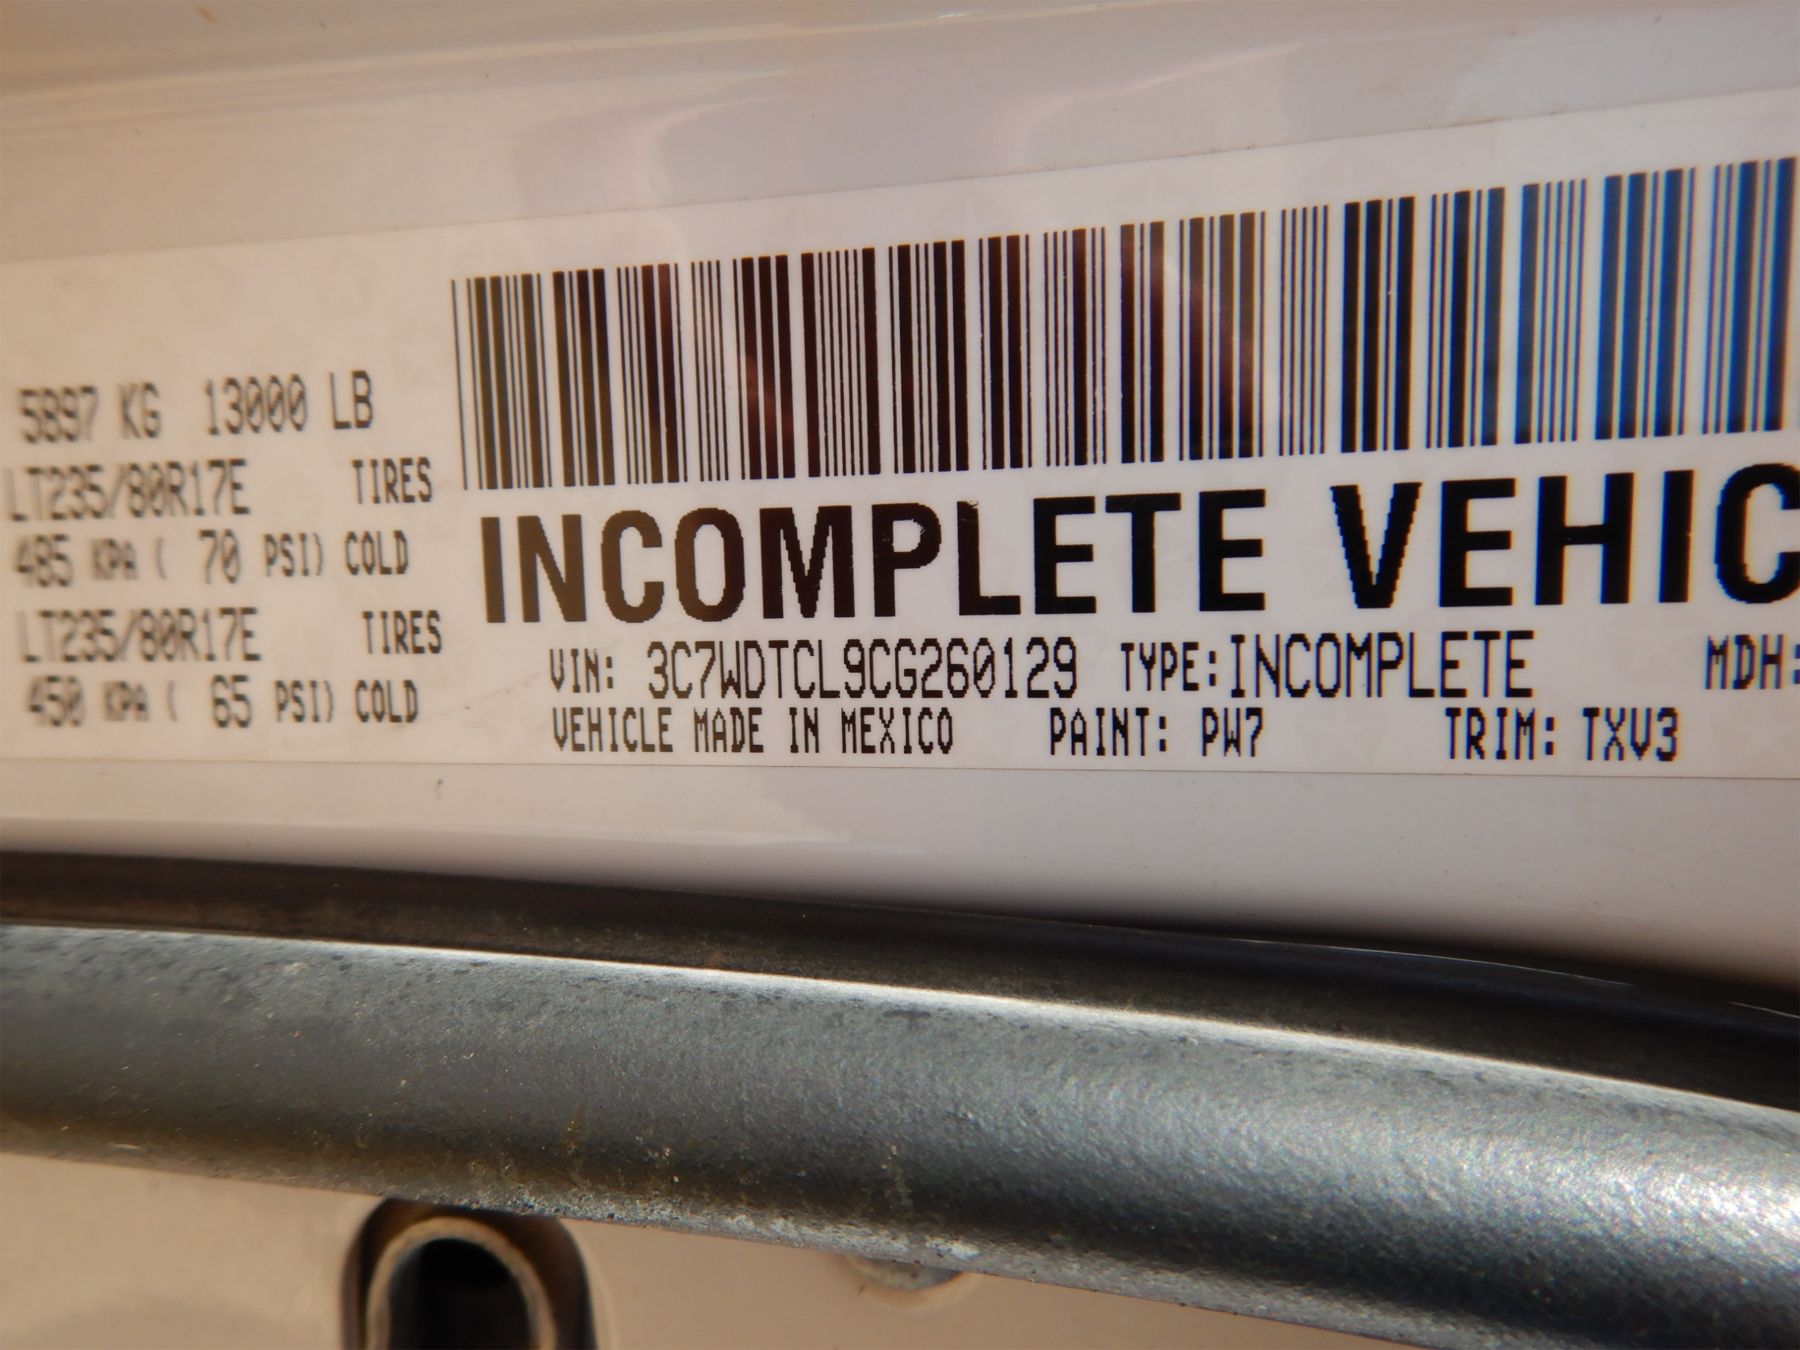 5897 KG 13000 LB
LT235/80R17E TIRES
485 KPA ( 70 PSI) COLD
LT235/80R17E TIRES
450 KPA ( 65 PSI) COLD
INCOMPLETE VEHIC
VIN: 3C7WDTCL9CG260129 TYPE: INCOMPLETE MDH:
VEHICLE MADE IN MEXICO PAINT: PW7 TRIM: TXV3